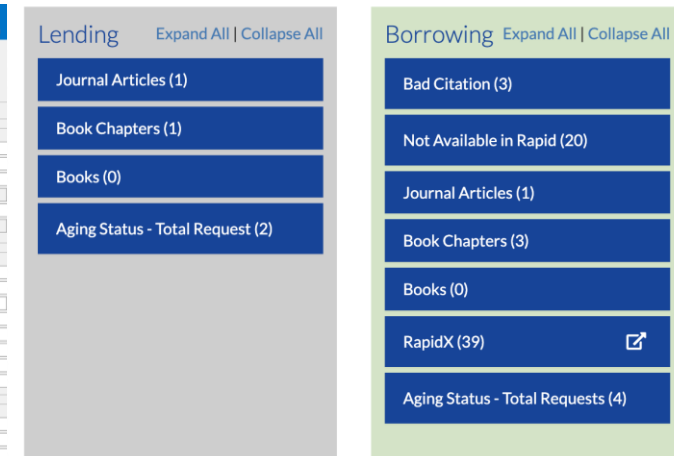 Lending Expand All | Collapse All
Journal Articles (1)
Book Chapters (1)
Books (0)
Aging Status - Total Request (2)
Borrowing Expand All | Collapse All
Bad Citation (3)
Not Available in Rapid (20)
Journal Articles (1)
Book Chapters (3)
Books (0)
RapidX (39)
Aging Status - Total Requests (4)